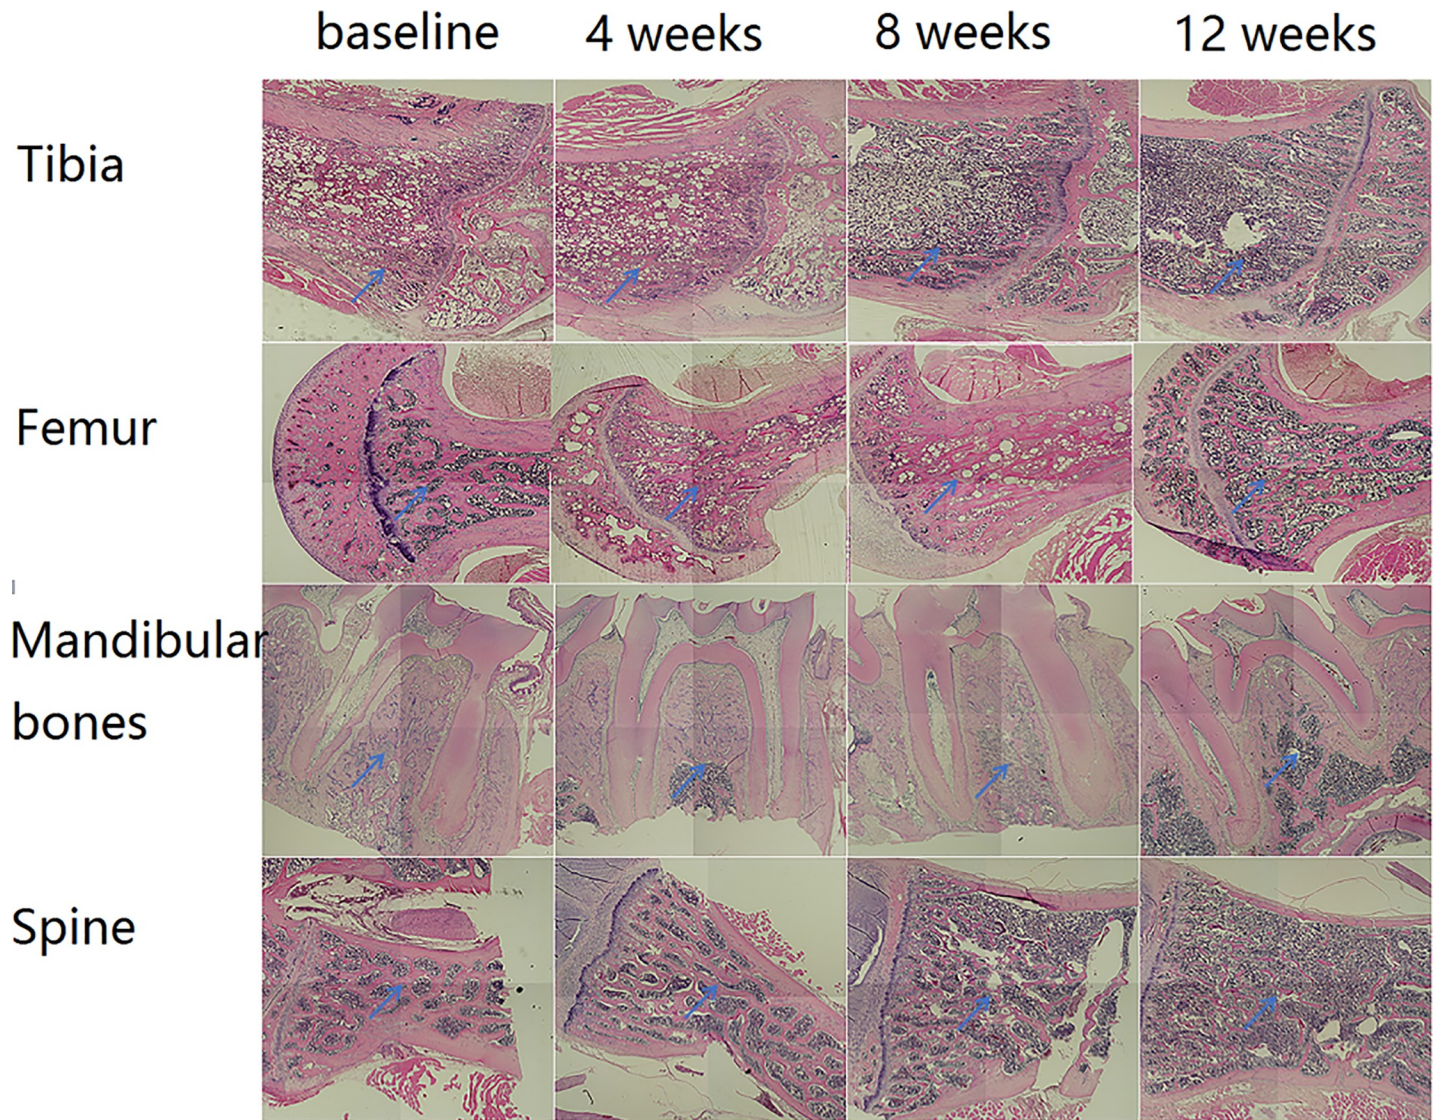 baseline
4 weeks
8 weeks
12 weeks
Tibia
Femur
Mandibular
bones
Spine